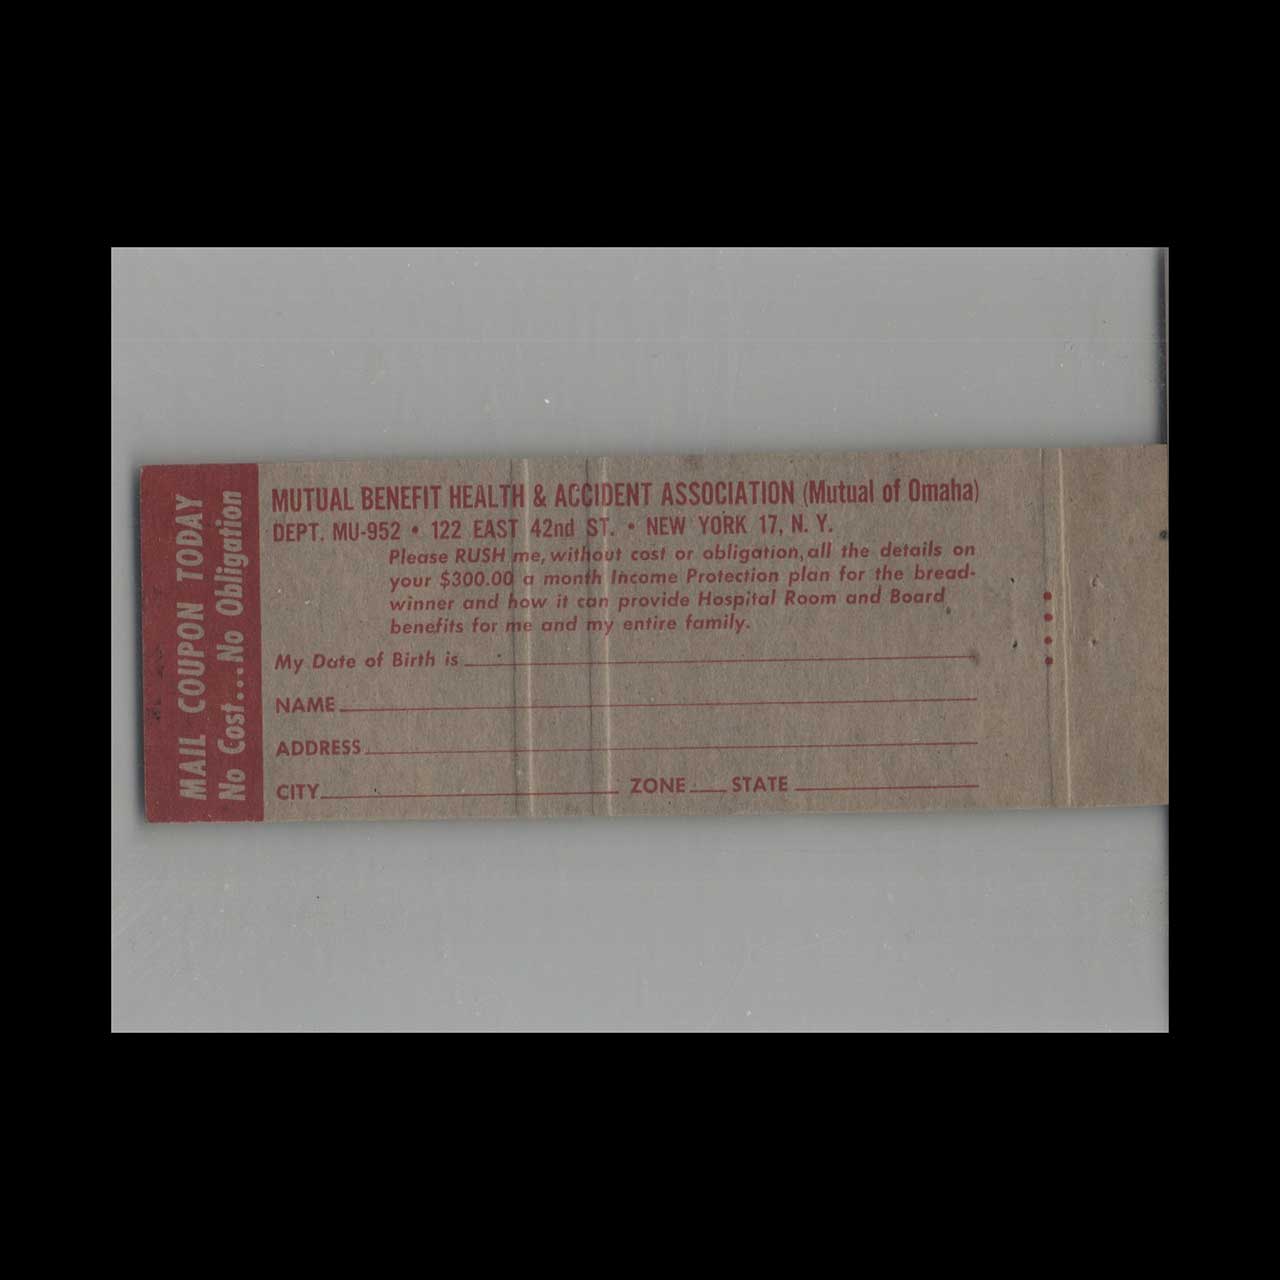 MAIL COUPON TODAY
No Cost...No Obligation
MUTUAL BENEFIT HEALTH & ACCIDENT ASSOCIATION (Mutual of Omaha)
DEPT. MU-952 • 122 EAST 42nd ST. • NEW YORK 17, N. Y.
Please RUSH me, without cost or obligation, all the details on
your $300.00 a month Income Protection plan for the bread-
winner and how it can provide Hospital Room and Board
benefits for me and my entire family.
My Date of Birth is
NAME
ADDRESS
CITY ZONE STATE